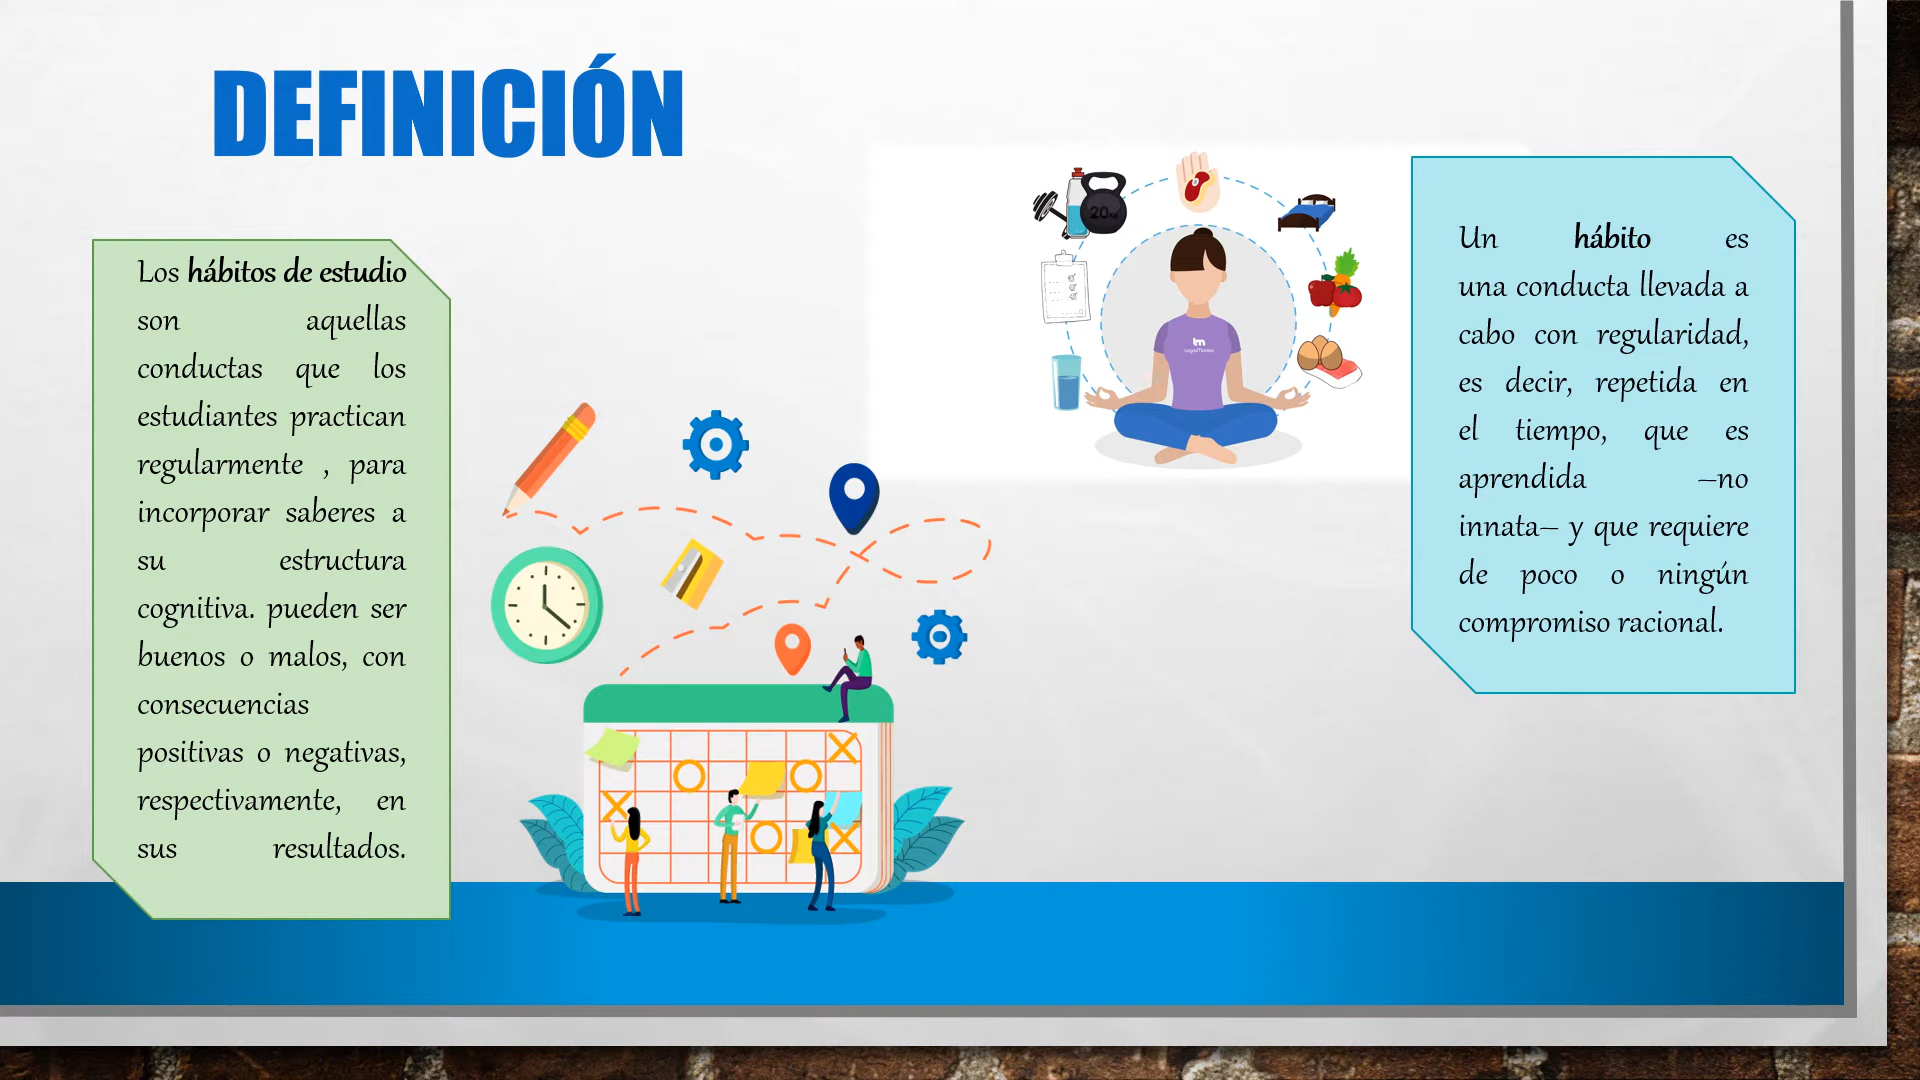 DEFINICIÓN
Los hábitos de estudio
son aquellas
conductas que los
estudiantes practican
regularmente , para
incorporar saberes a
su estructura
cognitiva. pueden ser
buenos o malos, con
consecuencias
positivas o negativas,
respectivamente, en
sus resultados.
20
Un hábito es
una conducta llevada a
cabo con regularidad,
es decir, repetida en
el tiempo, que es
aprendida –no
innata– y que requiere
de poco o ningún
compromiso racional.